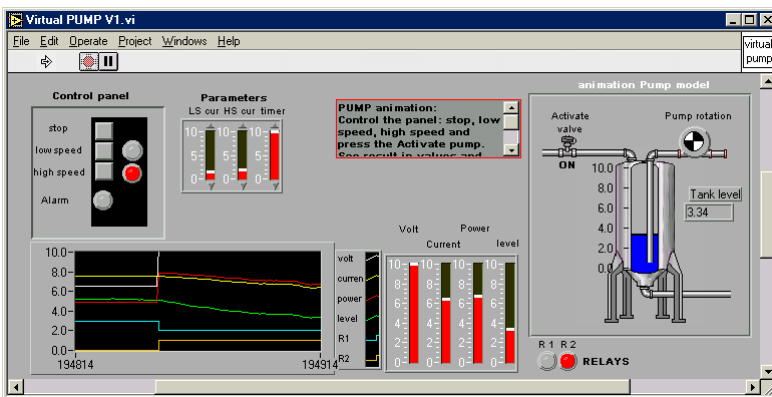 Virtual PUMP V1.vi
File Edit Operate Project Windows Help
virtual
pump
Control panel
stop
low speed
high speed
Alarm
Parameters
LS cur HS cur timer
10- 10- 10-
5- 5- 5-
0- 0- 0-
PUMP animation:
Control the panel: stop, low
speed, high speed and
press the Activate pump.
See result in values and
animation Pump model
Activate
valve
ON
Pump rotation
10.0
8.0
6.0
4.0
2.0
0.0
Tank level
3.34
R1 R2
RELAYS
10.0-
8.0-
6.0-
4.0-
2.0-
0.0-
194814 194914
volt
curren
power
level
R1
R2
Volt Power
Current level
10- 10- 10- 10-
8- 8- 8- 8-
6- 6- 6- 6-
4- 4- 4- 4-
2- 2- 2- 2-
0- 0- 0- 0-